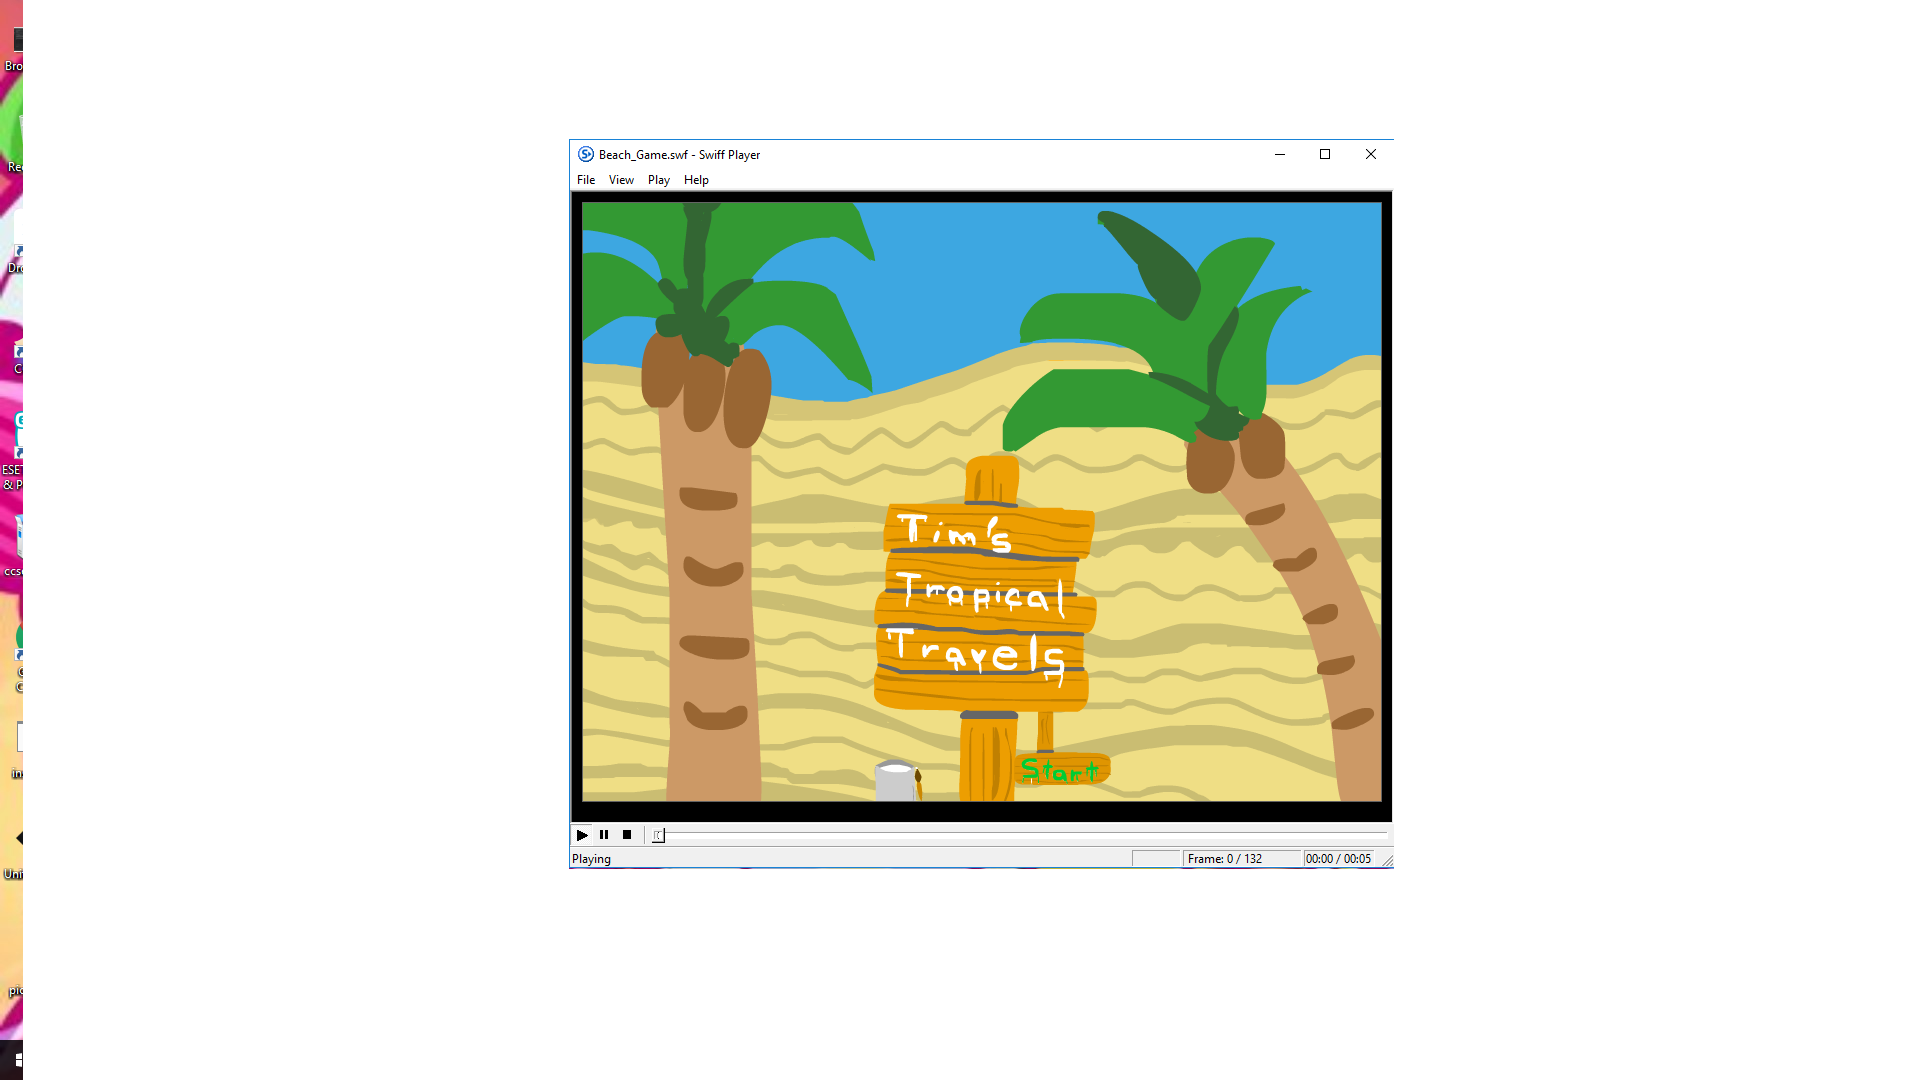 Beach_Game.swf - Swiff Player
File View Play Help
Tim's
Tropical
Travels
Start
Playing
Frame: 0 / 132
00:00 / 00:05
Bro
Re
Dr
C
ESET
& P
ccs
C
in
Uni
pi